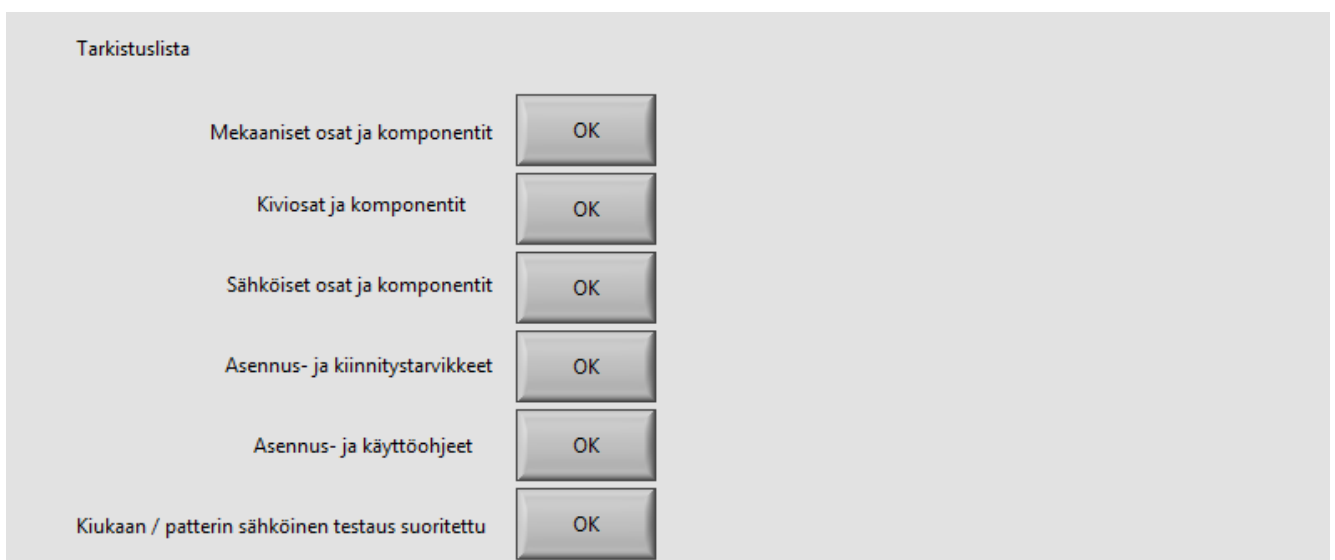 Tarkistuslista
Mekaaniset osat ja komponentit OK
Kiviosat ja komponentit OK
Sähköiset osat ja komponentit OK
Asennus- ja kiinnitystarvikkeet OK
Asennus- ja käyttöohjeet OK
Kiukaan / patterin sähköinen testaus suoritettu OK